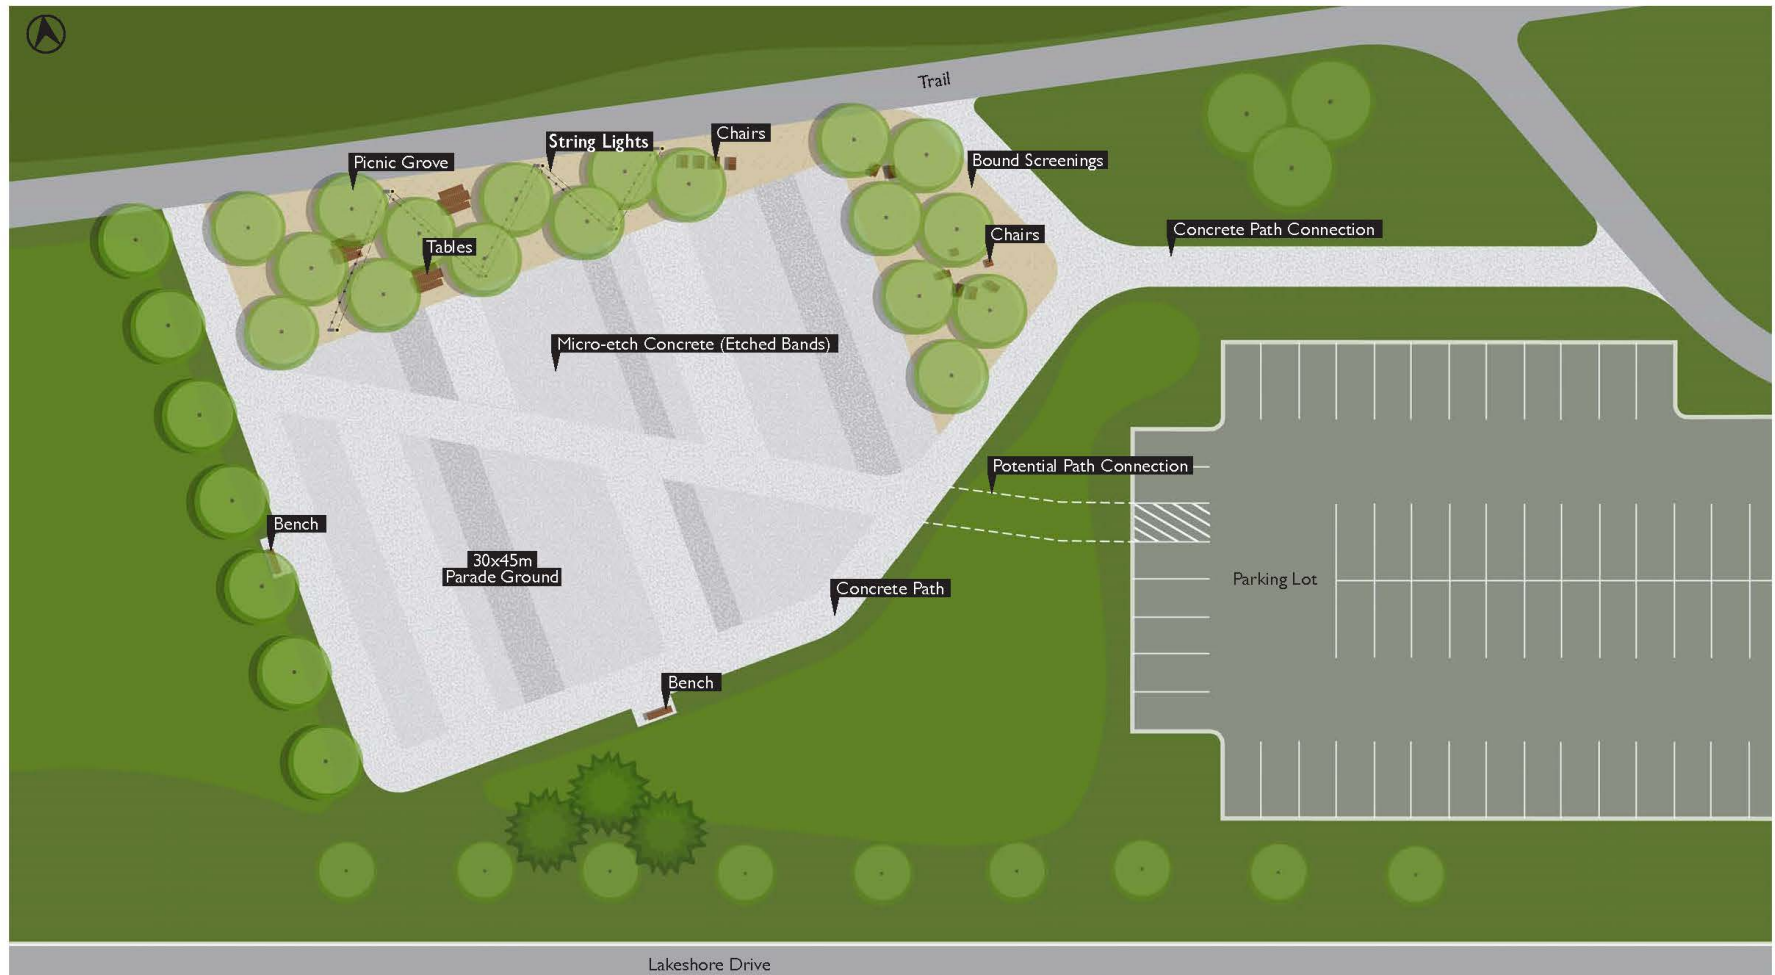 Trail
Chairs
String Lights
Picnic Grove
Bound Screenings
Concrete Path Connection
Chairs
Tables
Micro-etch Concrete (Etched Bands)
Potential Path Connection
Bench
30x45m
Parade Ground
Parking Lot
Concrete Path
Bench
Lakeshore Drive